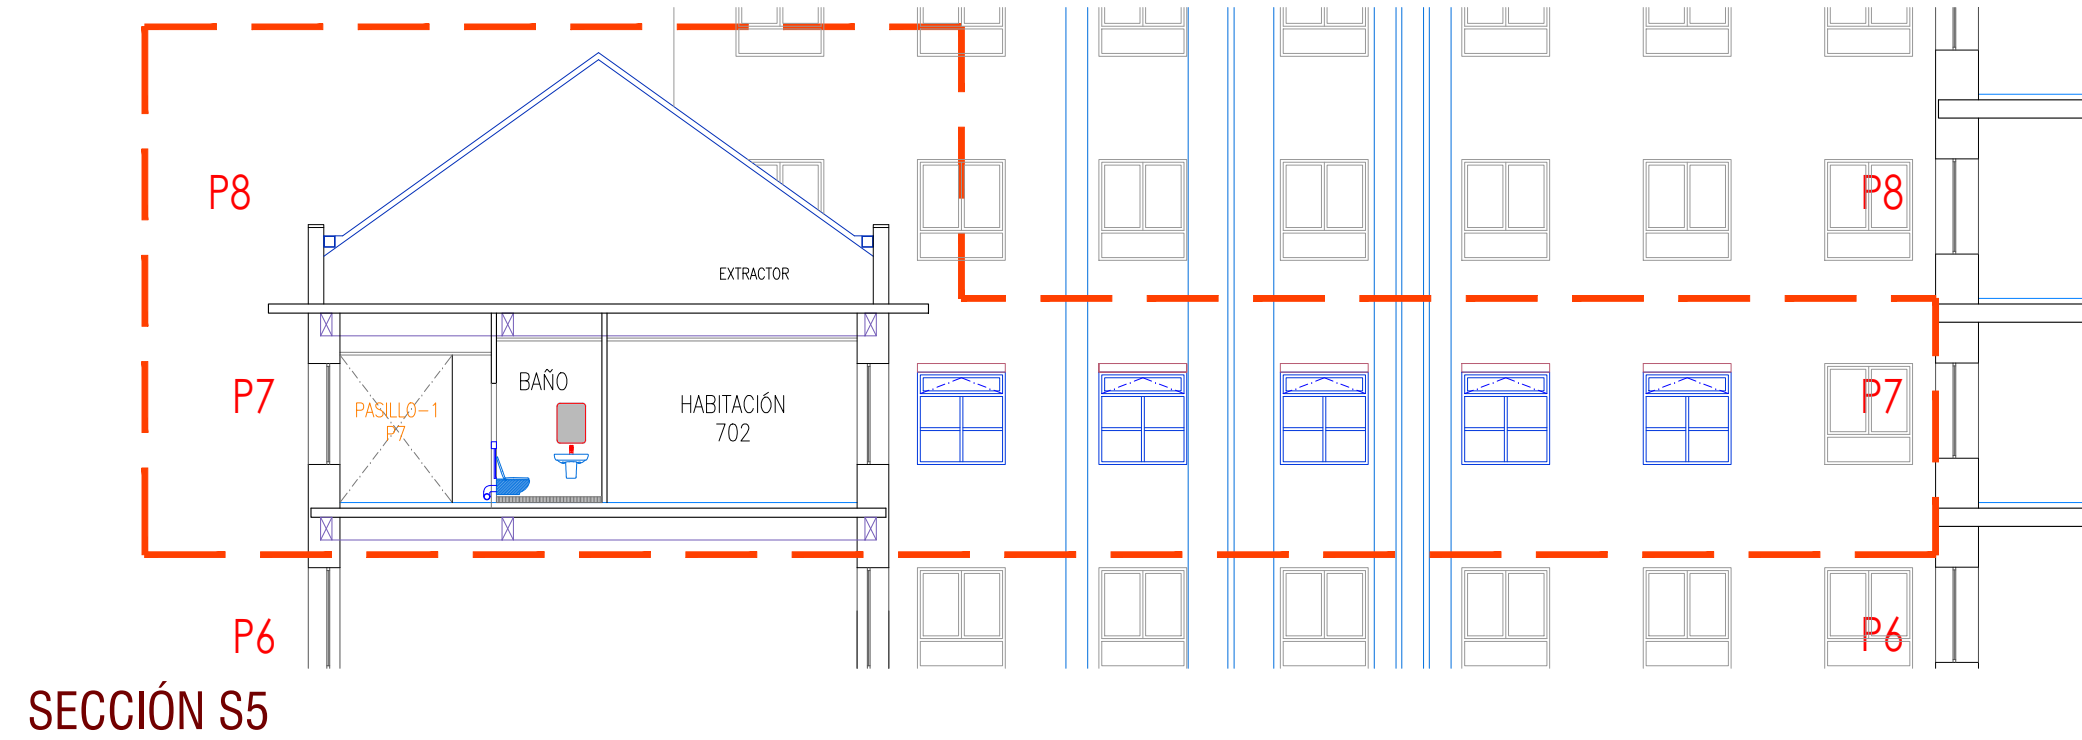 P8
P8
EXTRACTOR
P7
PASILLO-1
P7
BAÑO
HABITACIÓN
702
P7
P6
P6
SECCIÓN S5